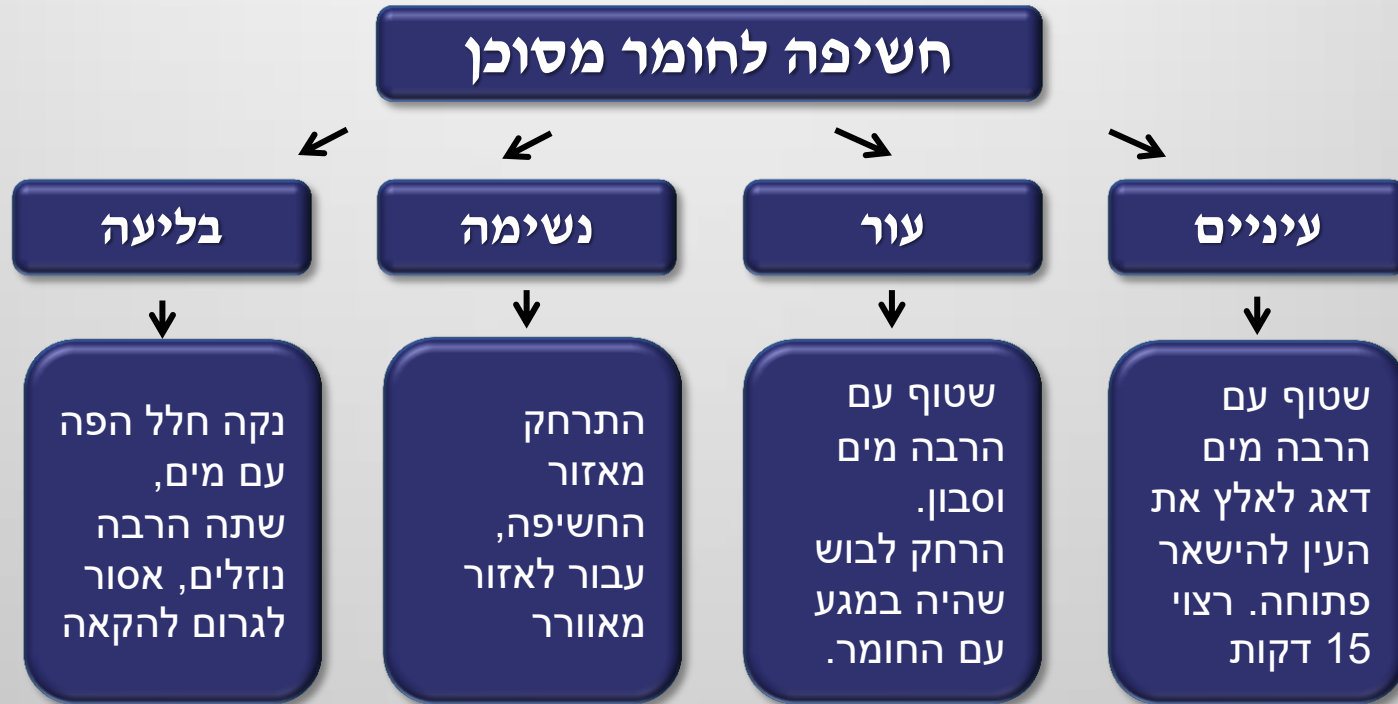 חשיפה לחומר מסוכן
עיניים
עור
נשימה
בליעה
שטוף עם
הרבה מים
דאג לאלץ את
העין להישאר
פתוחה. רצוי
15 דקות
שטוף עם
הרבה מים
וסבון.
הרחק לבוש
שהיה במגע
עם החומר.
התרחק
מאזור
החשיפה,
עבור לאזור
מאוורר
נקה חלל הפה
עם מים,
שתה הרבה
נוזלים, אסור
לגרום להקאה